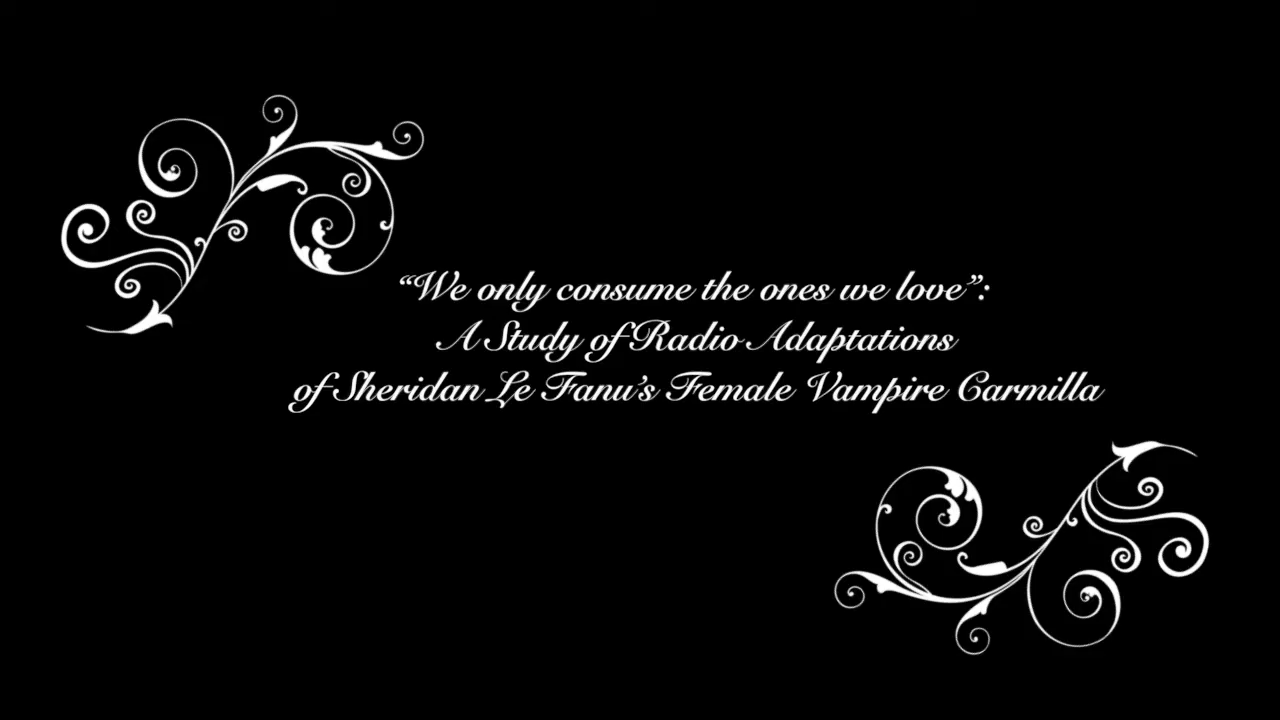 “We only consume the ones we love”:
A Study of Radio Adaptations
of Sheridan Le Fanu’s Female Vampire Carmilla